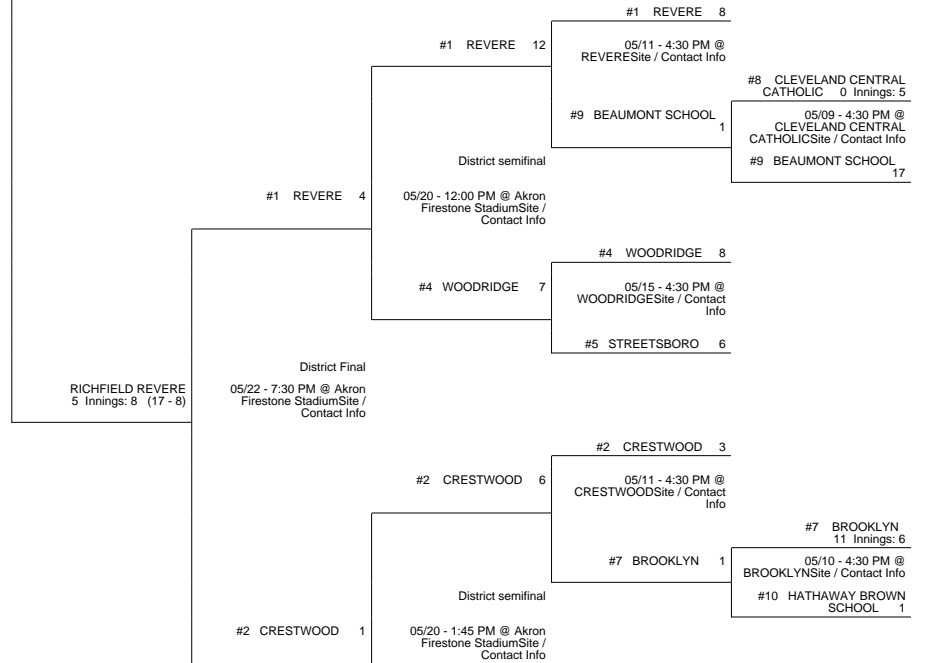 #1 REVERE 8
#1 REVERE 12
05/11 - 4:30 PM @
REVERESite / Contact Info
#8 CLEVELAND CENTRAL
CATHOLIC 0 Innings: 5
#9 BEAUMONT SCHOOL
1
05/09 - 4:30 PM @
CLEVELAND CENTRAL
CATHOLICSite / Contact Info
District semifinal
#9 BEAUMONT SCHOOL
17
#1 REVERE 4
05/20 - 12:00 PM @ Akron
Firestone StadiumSite /
Contact Info
#4 WOODRIDGE 8
#4 WOODRIDGE 7
05/15 - 4:30 PM @
WOODRIDGESite / Contact
Info
#5 STREETSBORO 6
District Final
RICHFIELD REVERE
5 Innings: 8 (17 - 8)
05/22 - 7:30 PM @ Akron
Firestone StadiumSite /
Contact Info
#2 CRESTWOOD 3
#2 CRESTWOOD 6
05/11 - 4:30 PM @
CRESTWOODSite / Contact
Info
#7 BROOKLYN
11 Innings: 6
#7 BROOKLYN 1
05/10 - 4:30 PM @
BROOKLYNSite / Contact Info
District semifinal
#10 HATHAWAY BROWN
SCHOOL 1
#2 CRESTWOOD 1
05/20 - 1:45 PM @ Akron
Firestone StadiumSite /
Contact Info